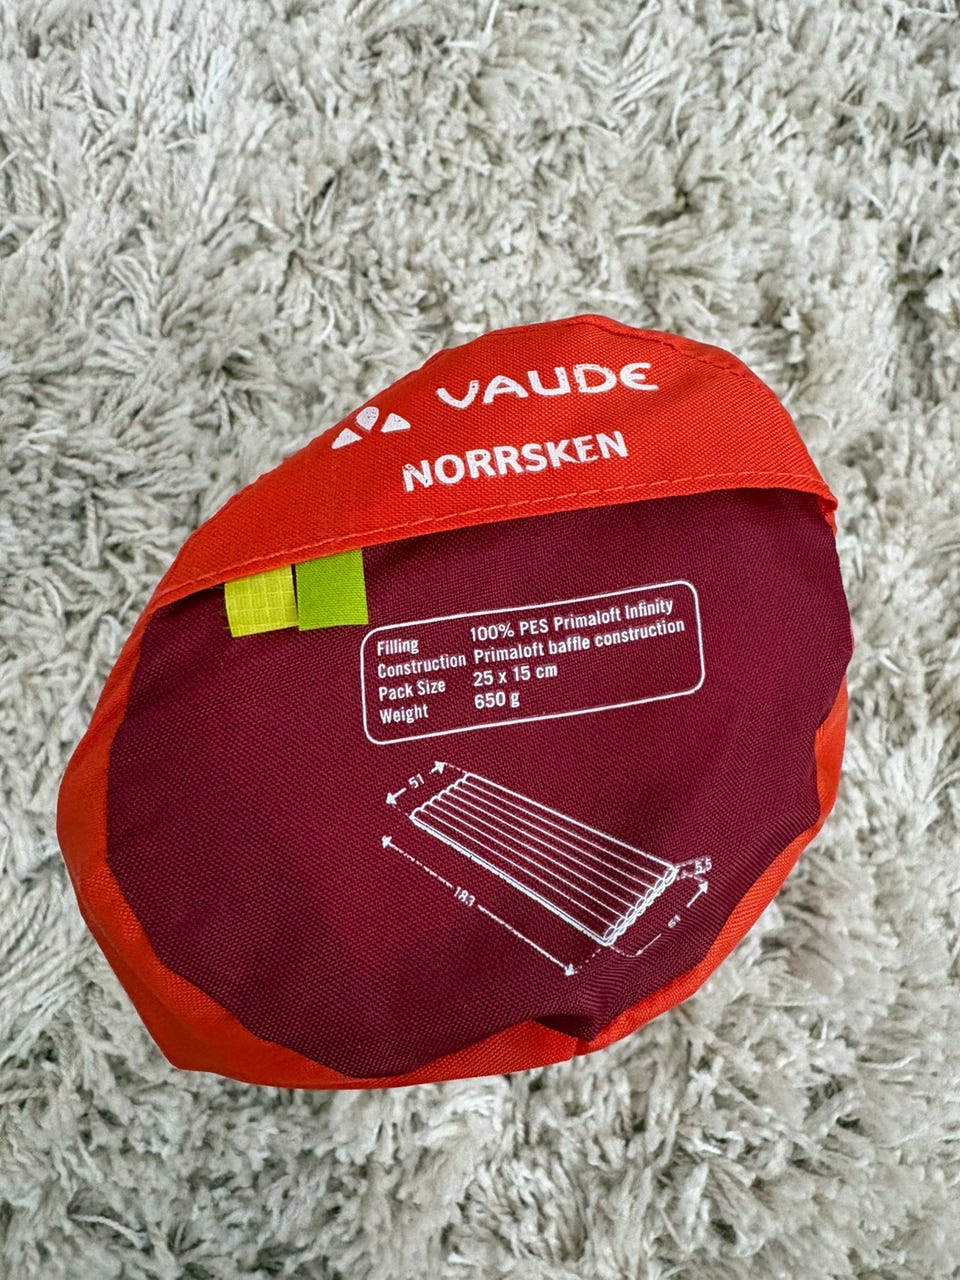 VAUDE
NORRSKEN
Filling 100% PES Primaloft Infinity
Construction Primaloft baffle construction
Pack Size 25 x 15 cm
Weight 650 g
51
5.5
183
51